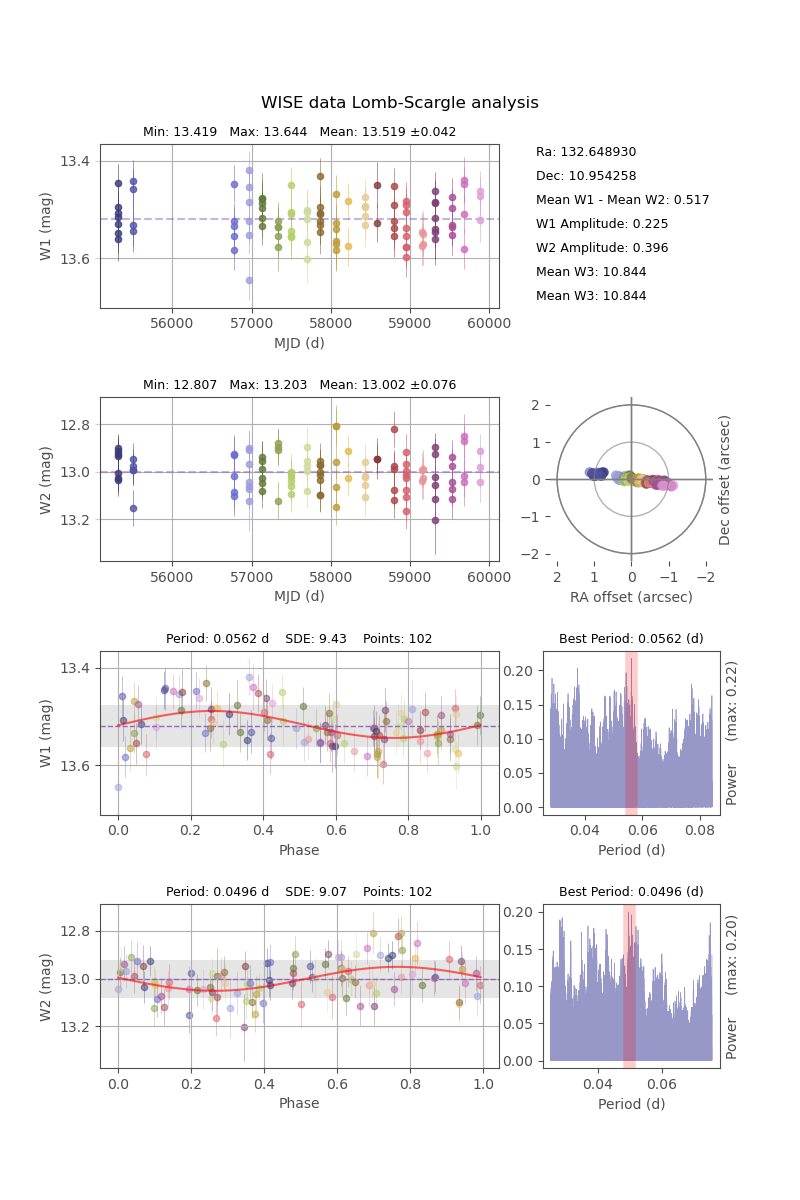 WISE data Lomb-Scargle analysis
Min: 13.419   Max: 13.644   Mean: 13.519 ±0.042
13.4
13.6
W1 (mag)
56000
57000
58000
59000
60000
MJD (d)
Ra: 132.648930
Dec: 10.954258
Mean W1 - Mean W2: 0.517
W1 Amplitude: 0.225
W2 Amplitude: 0.396
Mean W3: 10.844
Mean W3: 10.844
Min: 12.807   Max: 13.203   Mean: 13.002 ±0.076
12.8
13.0
13.2
W2 (mag)
56000
57000
58000
59000
60000
MJD (d)
2
1
0
−1
−2
2
1
0
−1
−2
RA offset (arcsec)
Dec offset (arcsec)
Period: 0.0562 d    SDE: 9.43    Points: 102
13.4
13.6
W1 (mag)
0.0
0.2
0.4
0.6
0.8
1.0
Phase
Best Period: 0.0562 (d)
0.20
0.15
0.10
0.05
0.00
0.04
0.06
0.08
Period (d)
Power     (max: 0.22)
Period: 0.0496 d    SDE: 9.07    Points: 102
12.8
13.0
13.2
W2 (mag)
0.0
0.2
0.4
0.6
0.8
1.0
Phase
Best Period: 0.0496 (d)
0.20
0.15
0.10
0.05
0.00
0.04
0.06
Period (d)
Power     (max: 0.20)